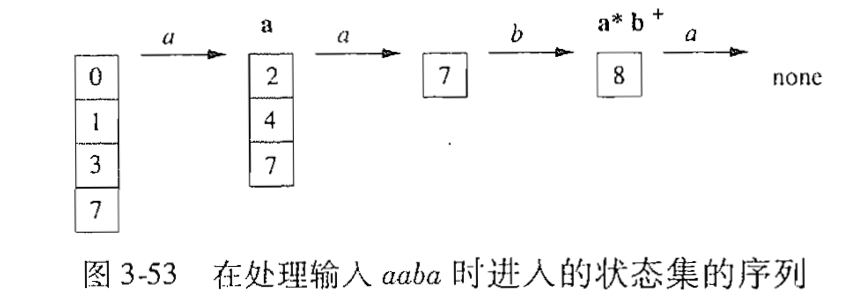 a a a b a* b+ a
0 2 7 8 none
1 4
3 7
7
图 3-53 在处理输入 aaba 时进入的状态集的序列